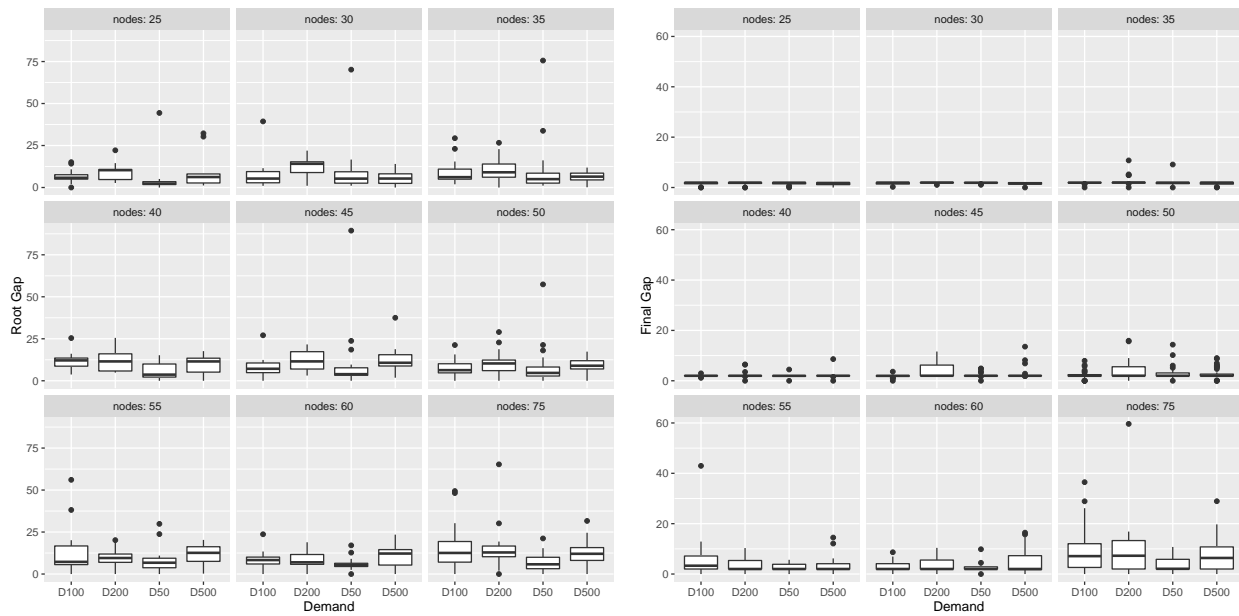 nodes: 25
nodes: 30
nodes: 35
75
50
25
0
nodes: 40
nodes: 45
nodes: 50
75
50
25
0
nodes: 55
nodes: 60
nodes: 75
75
50
25
0
D100 D200 D50 D500
D100 D200 D50 D500
D100 D200 D50 D500
Demand
Root Gap
nodes: 25
nodes: 30
nodes: 35
60
40
20
0
nodes: 40
nodes: 45
nodes: 50
60
40
20
0
nodes: 55
nodes: 60
nodes: 75
60
40
20
0
D100 D200 D50 D500
D100 D200 D50 D500
D100 D200 D50 D500
Demand
Final Gap